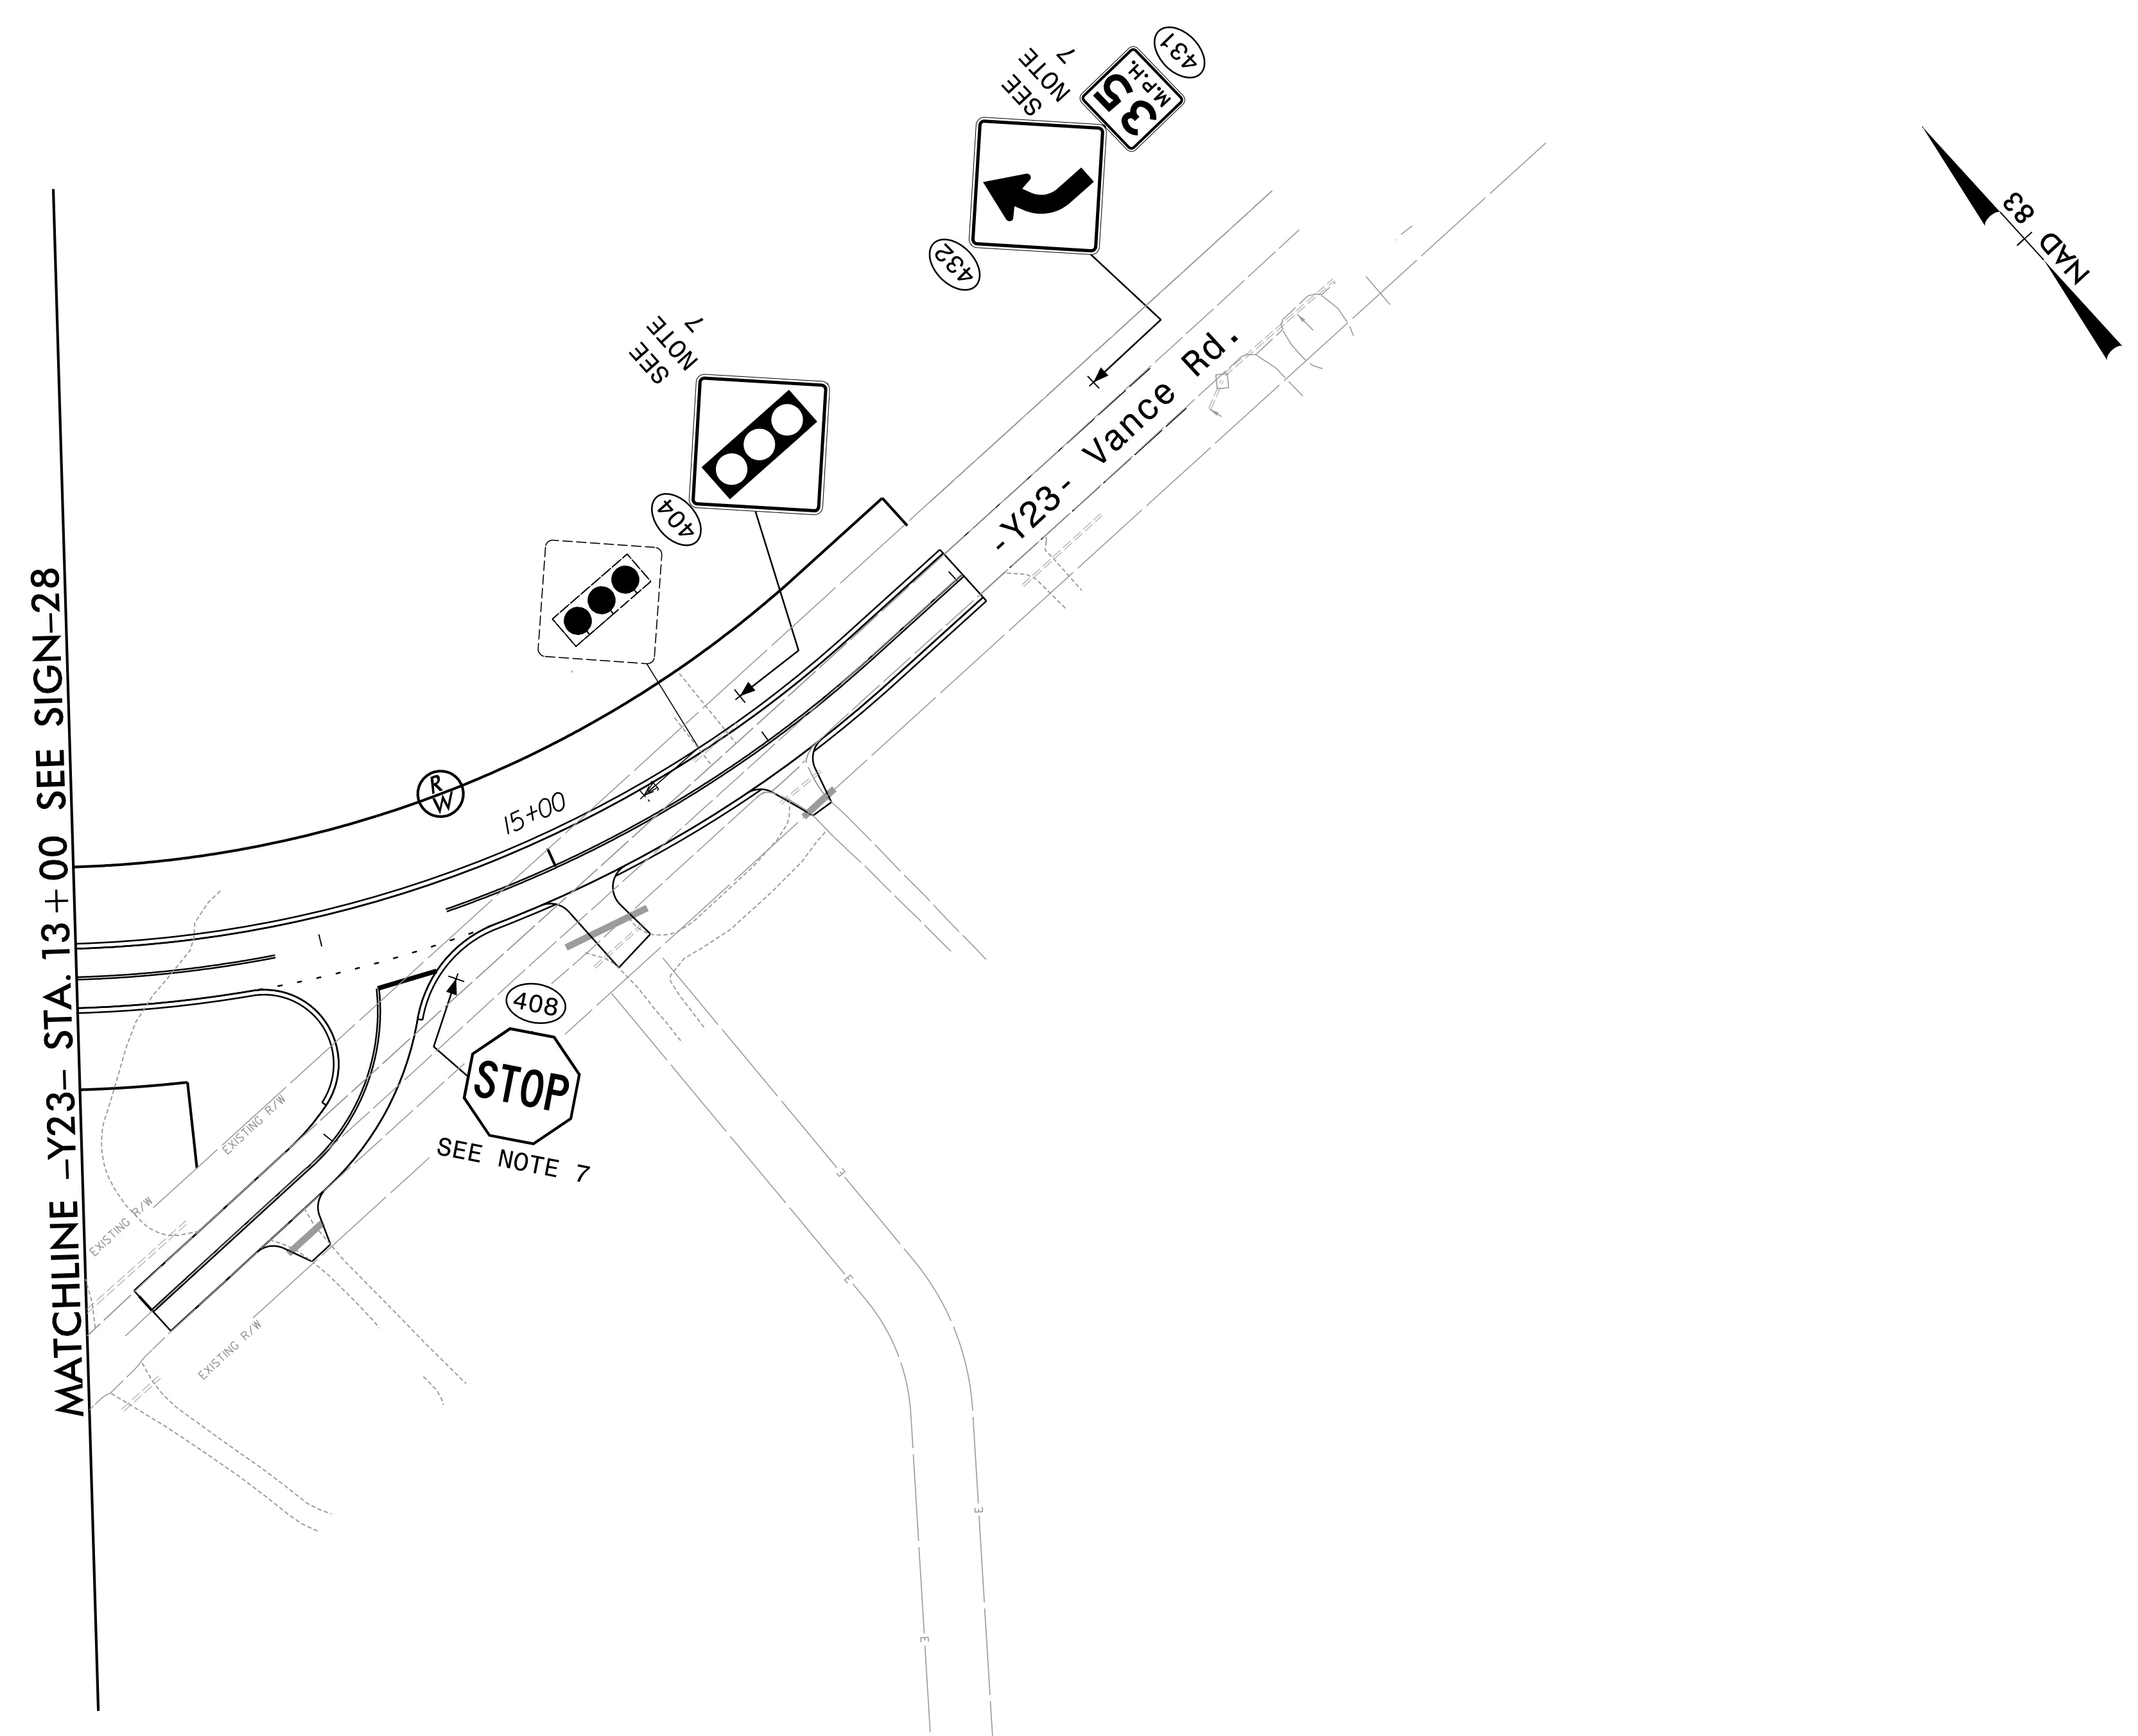 431
M.P.H.
35
SEE
NOTE
7
432
NAD 83
SEE
NOTE
7
404
-Y23- Vance Rd.
R
W
15+00
408
STOP
SEE NOTE 7
EXISTING R/W
EXISTING R/W
EXISTING R/W
E
E
E
E
MATCHLINE -Y23- STA. 13+00 SEE SIGN-28